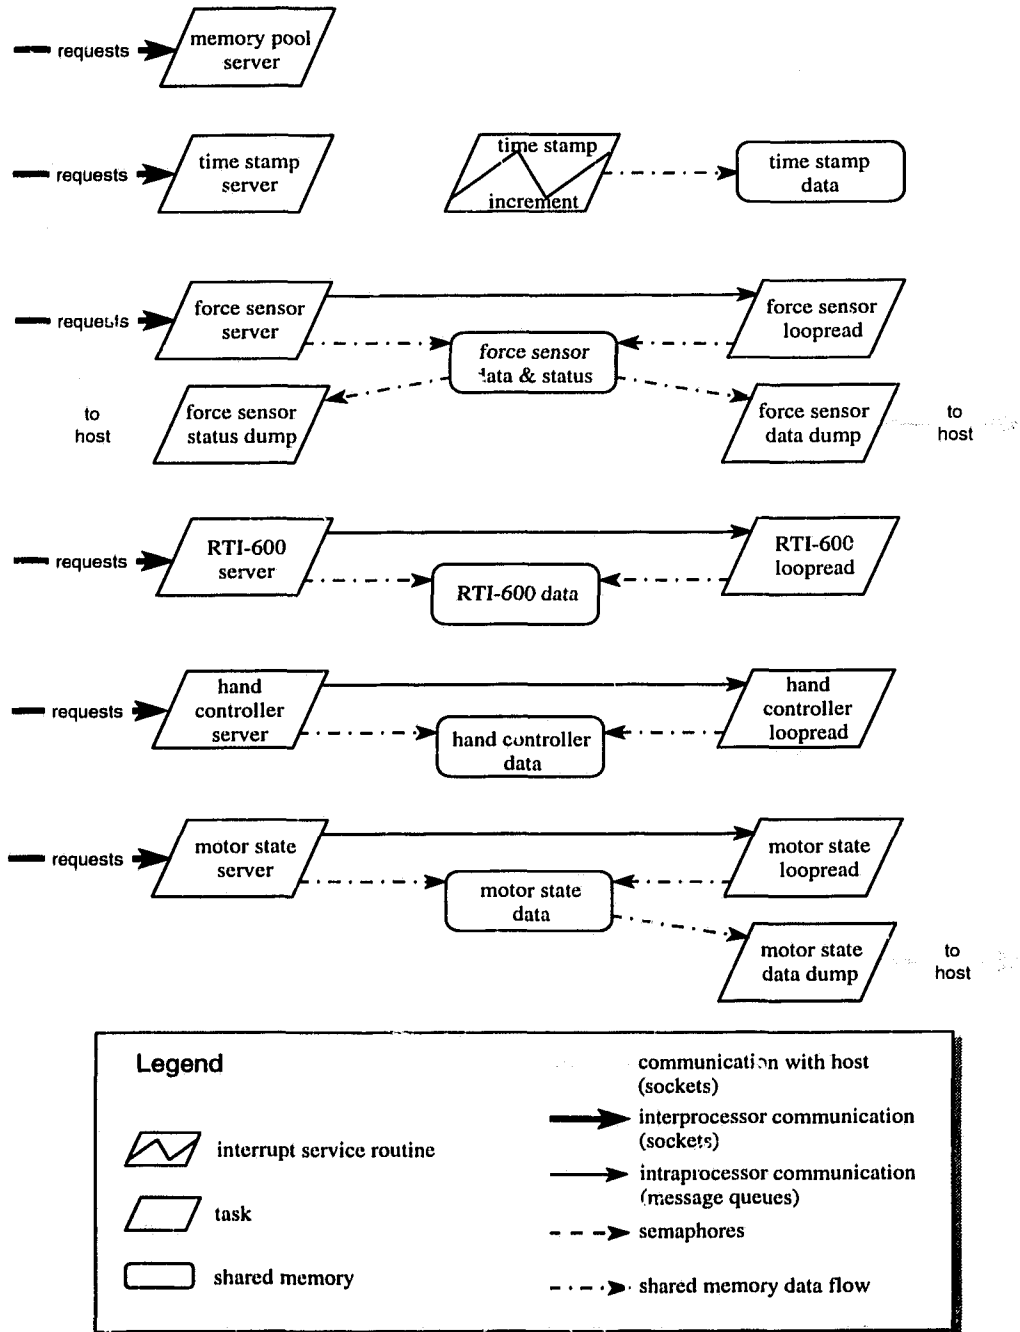 requests
memory pool
server
requests
time stamp
server
time stamp
increment
time stamp
data
requests
force sensor
server
force sensor
loopread
force sensor
data & status
to
host
force sensor
status dump
force sensor
data dump
to
host
requests
RTI-600
server
RTI-600
loopread
RTI-600 data
requests
hand
controller
server
hand
controller
loopread
hand controller
data
requests
motor state
server
motor state
loopread
motor state
data
motor state
data dump
to
host
Legend
communication with host
(sockets)
interprocessor communication
(sockets)
interrupt service routine
intraprocessor communication
(message queues)
task
semaphores
shared memory
shared memory data flow